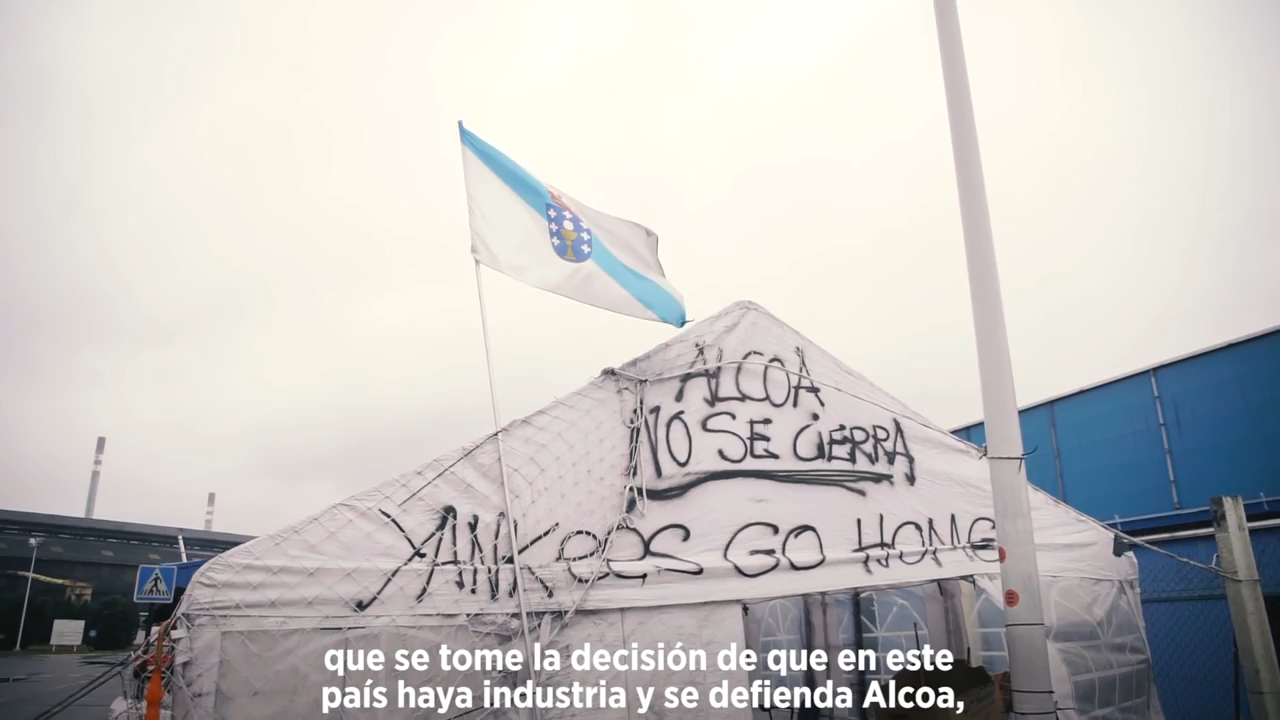 ALCOA
NO SE CIERRA
YANKEES GO HOME
que se tome la decisión de que en este
país haya industria y se defienda Alcoa,